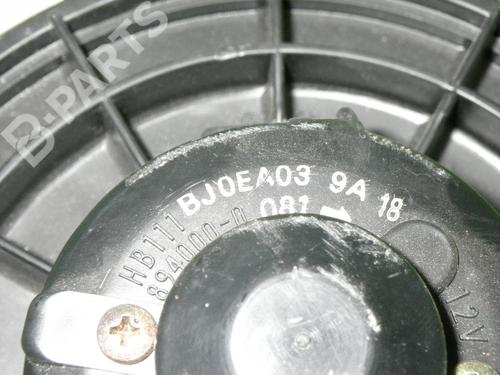 B-PARTS
BJ0EA03 9A 18
081
HB111
894000-0
12V